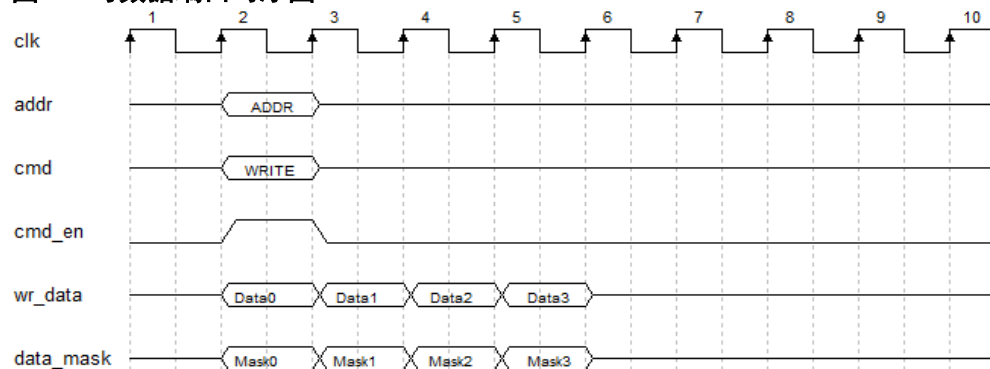 1 2 3 4 5 6 7 8 9 10
clk
addr ADDR
cmd WRITE
cmd_en
wr_data Data0 Data1 Data2 Data3
data_mask Mask0 Mask1 Mask2 Mask3